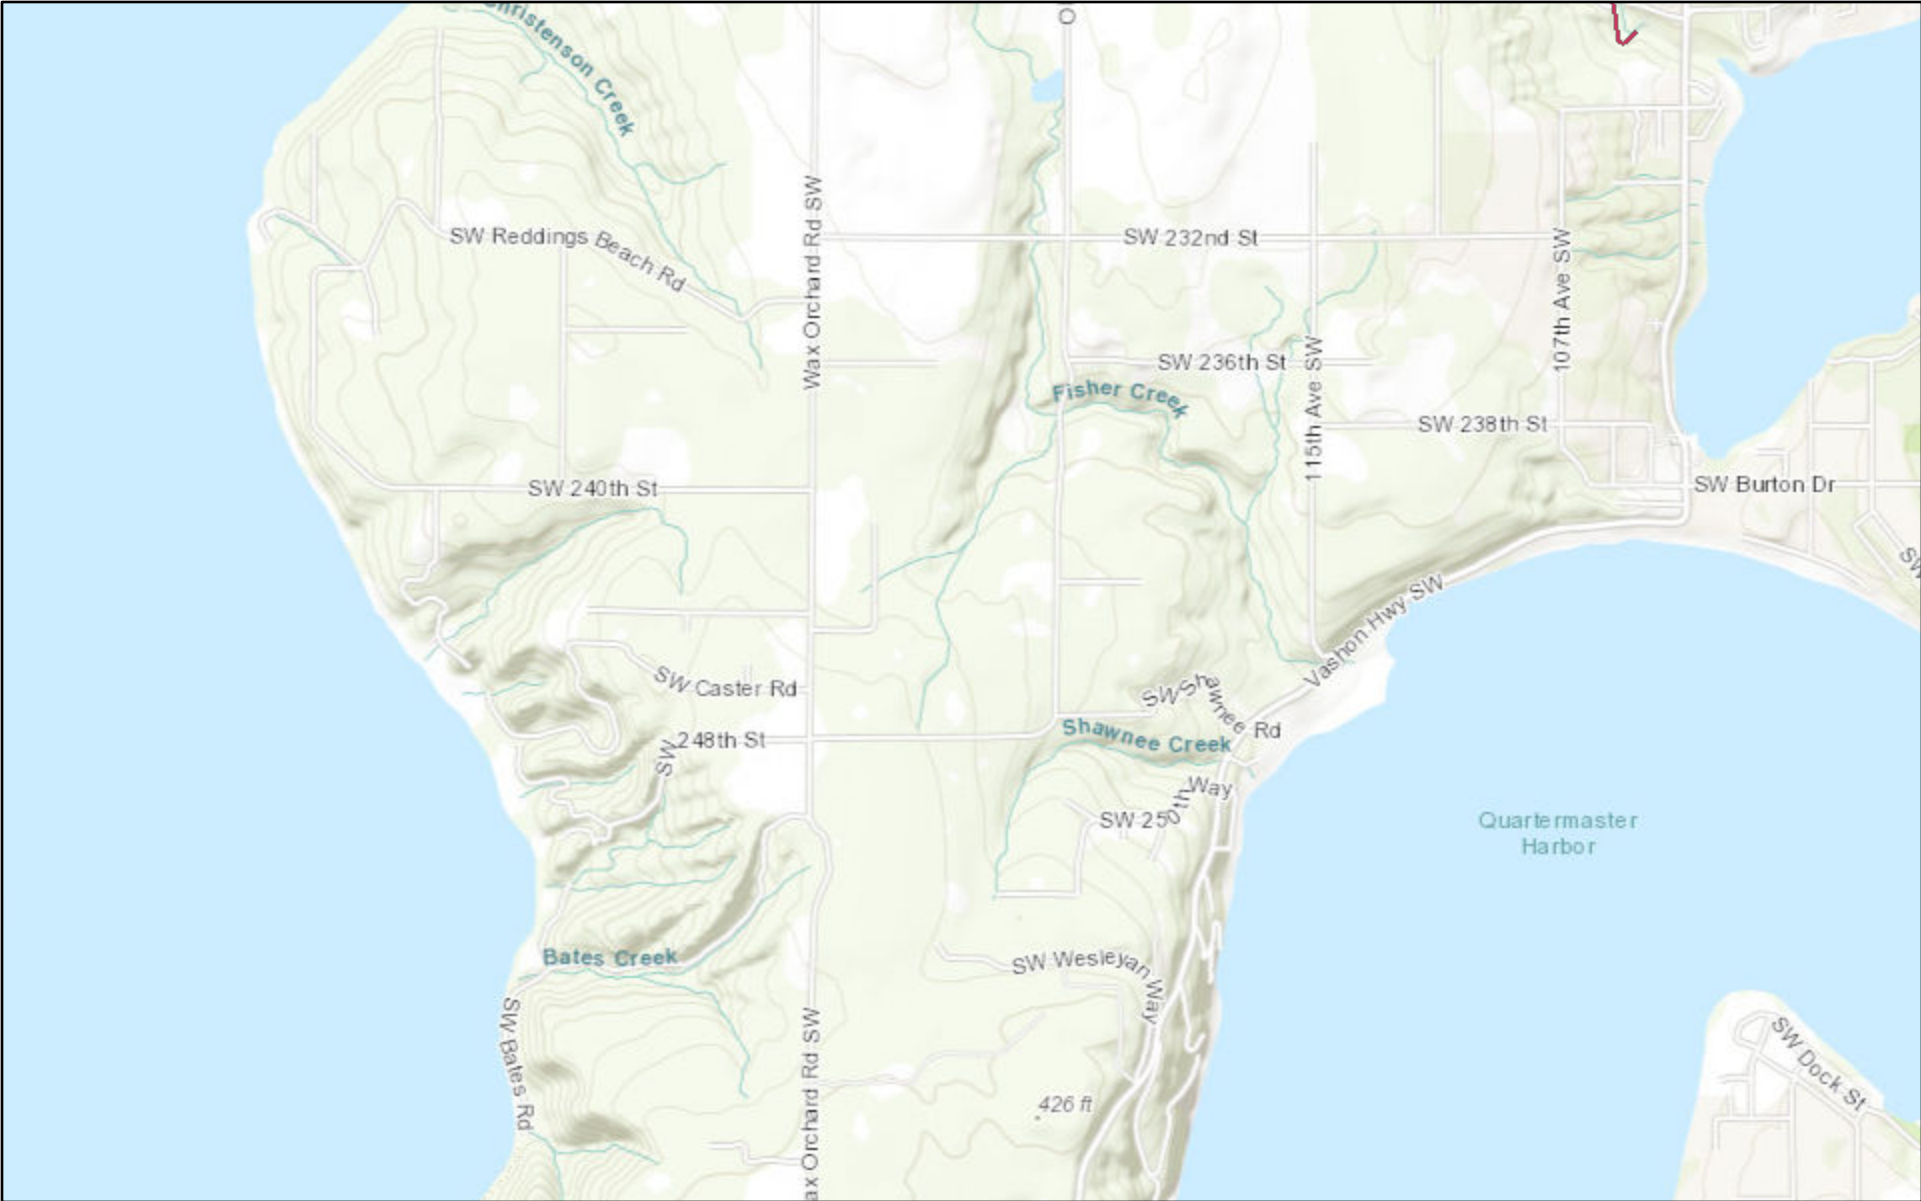 Christenson Creek
O
SW Reddings Beach Rd
Wax Orchard Rd SW
SW 232nd St
107th Ave SW
SW 236th St
115th Ave SW
Fisher Creek
SW 238th St
SW 240th St
SW Burton Dr
SW
Vashon Hwy SW
SW Caster Rd
SW Shawnee Rd
Shawnee Creek
SW 248th St
SW 250th Way
Quartermaster
Harbor
Bates Creek
SW Wesleyan Way
SW Bates Rd
ax Orchard Rd SW
SW Dock St
426 ft